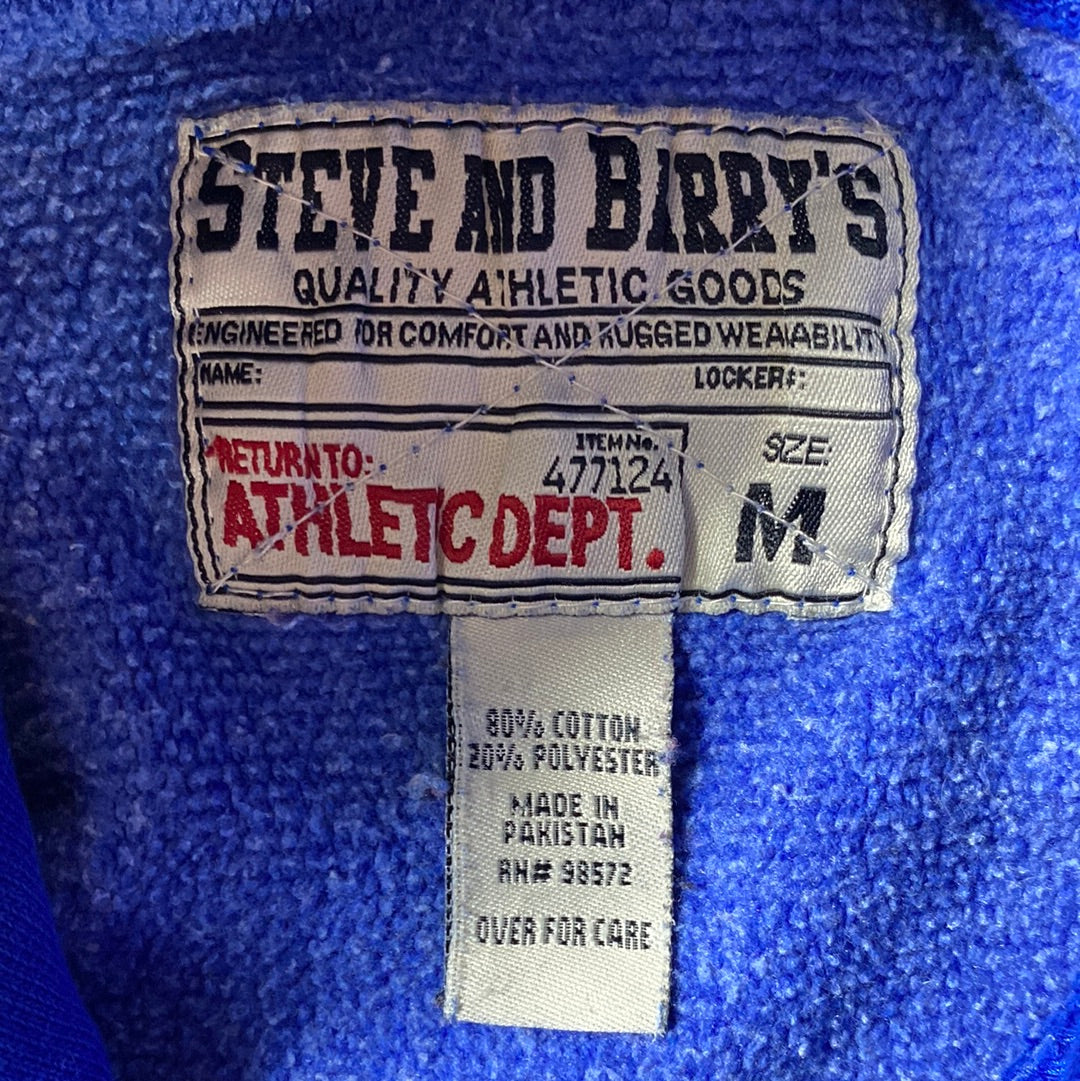 STEVE AND BARRY'S
QUALITY ATHLETIC GOODS
ENGINEERED FOR COMFORT AND RUGGED WEARABILITY
NAME: LOCKER#:
RETURN TO: ITEM No. SIZE:
477124
ATHLETIC DEPT. M
80% COTTON
20% POLYESTER
MADE IN
PAKISTAN
RN# 98572
OVER FOR CARE